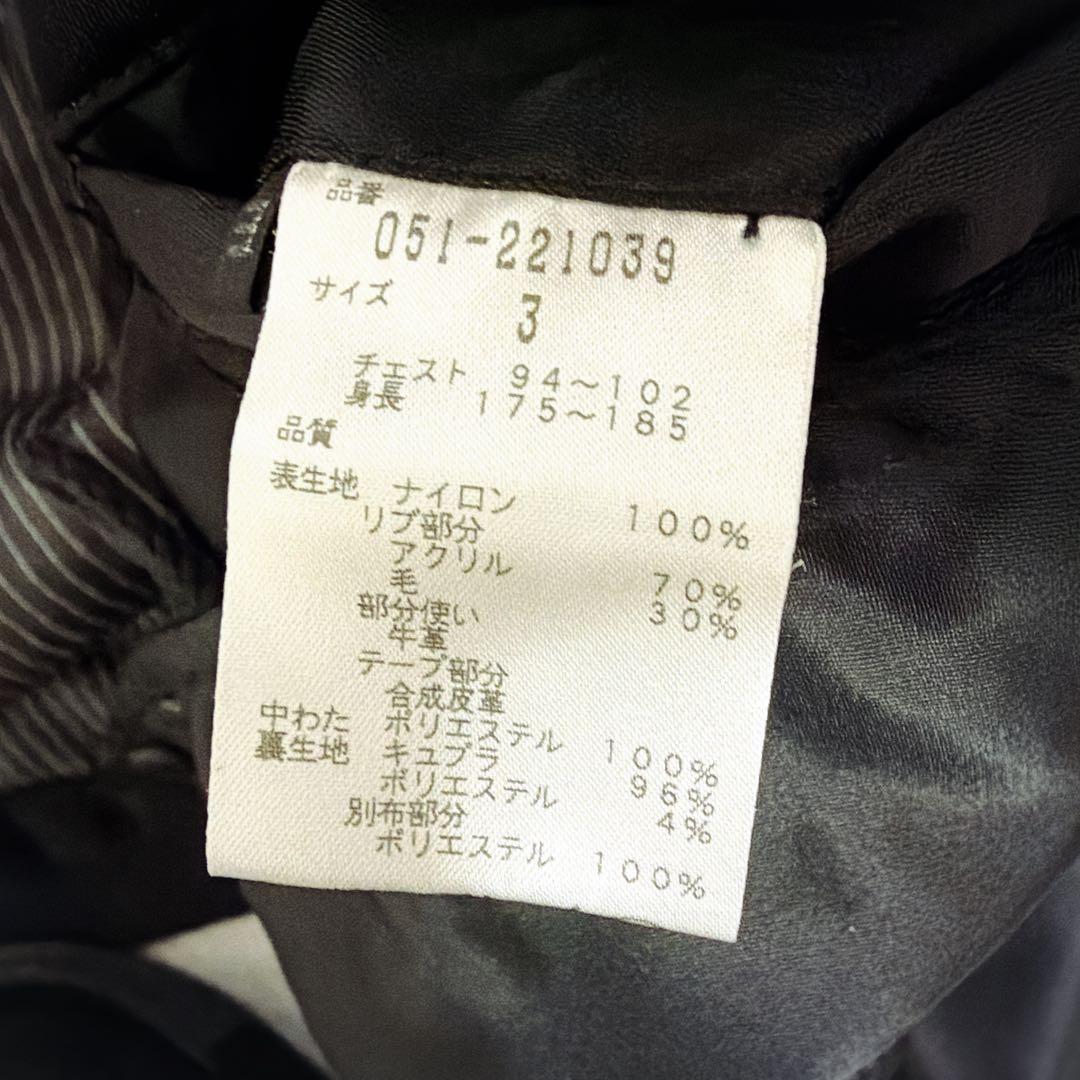 品番
051-221039
サイズ
3
チェスト 94～102
身長 175～185
品質
表生地 ナイロン 100%
リブ部分
アクリル 70%
毛 30%
部分使い
牛革
テープ部分
合成皮革
中わた ポリエステル 100%
裏生地 キュプラ 96%
ポリエステル 4%
別布部分
ポリエステル 100%